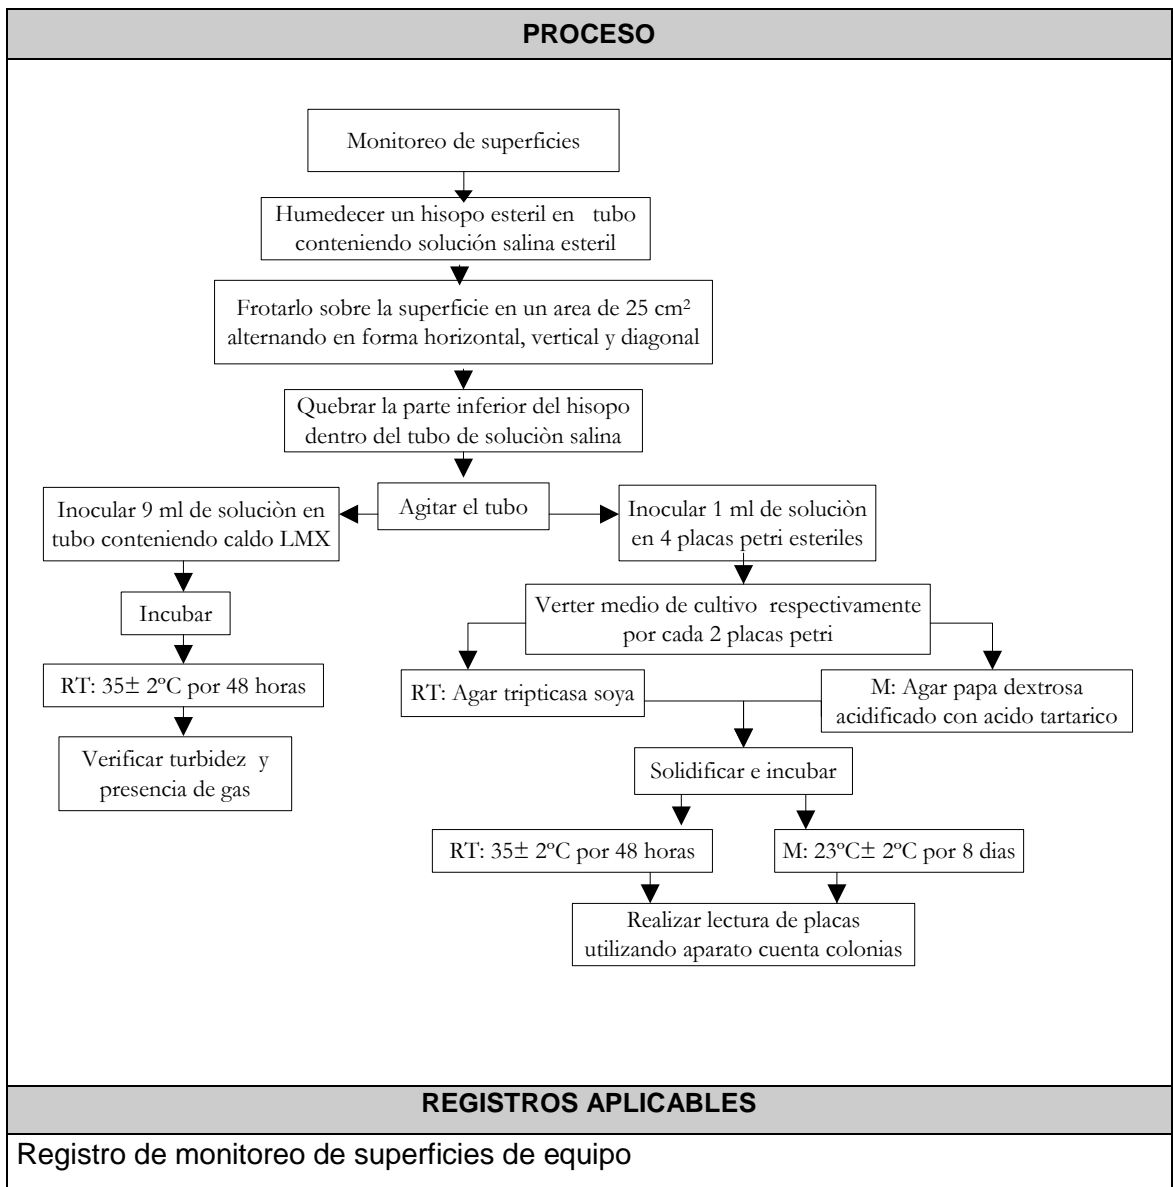 PROCESO
Monitoreo de superficies
Humedecer un hisopo esteril en tubo
conteniendo solución salina esteril
Frotarlo sobre la superficie en un area de 25 cm²
alternando en forma horizontal, vertical y diagonal
Quebrar la parte inferior del hisopo
dentro del tubo de soluciòn salina
Agitar el tubo
Inocular 9 ml de soluciòn en
tubo conteniendo caldo LMX
Incubar
RT: 35± 2ºC por 48 horas
Verificar turbidez y
presencia de gas
Inocular 1 ml de soluciòn
en 4 placas petri esteriles
Verter medio de cultivo respectivamente
por cada 2 placas petri
RT: Agar tripticasa soya
M: Agar papa dextrosa
acidificado con acido tartarico
Solidificar e incubar
RT: 35± 2ºC por 48 horas
M: 23ºC± 2ºC por 8 dias
Realizar lectura de placas
utilizando aparato cuenta colonias
REGISTROS APLICABLES
Registro de monitoreo de superficies de equipo